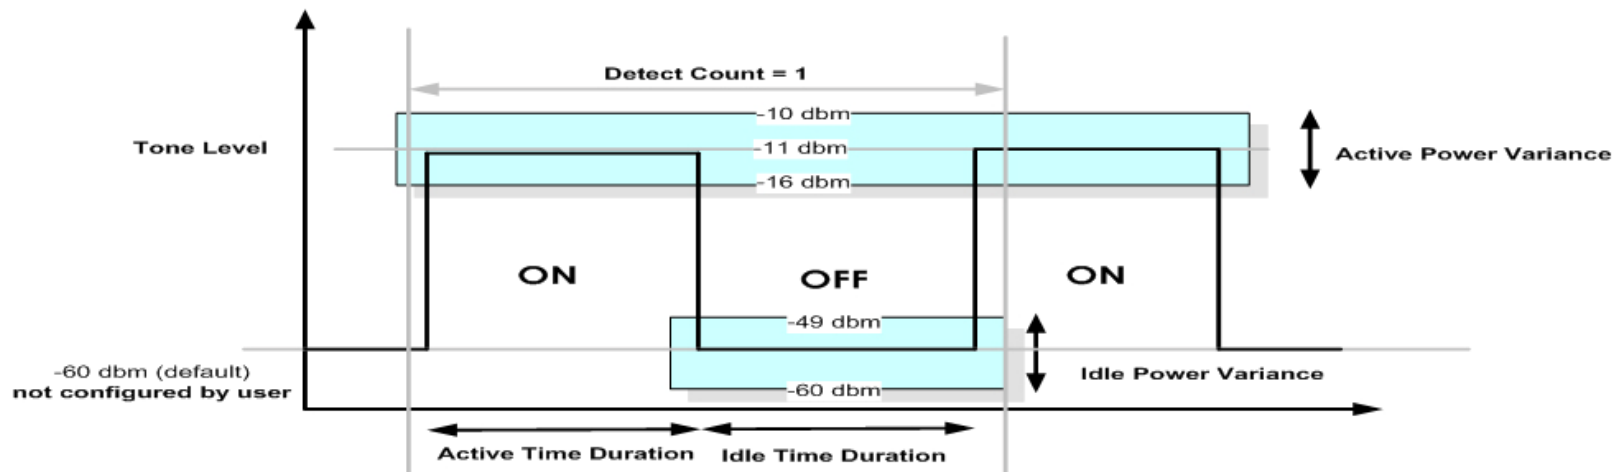 Detect Count = 1
-10 dbm
Tone Level
-11 dbm
Active Power Variance
-16 dbm
ON
OFF
ON
-49 dbm
-60 dbm (default)
not configured by user
Idle Power Variance
-60 dbm
Active Time Duration
Idle Time Duration